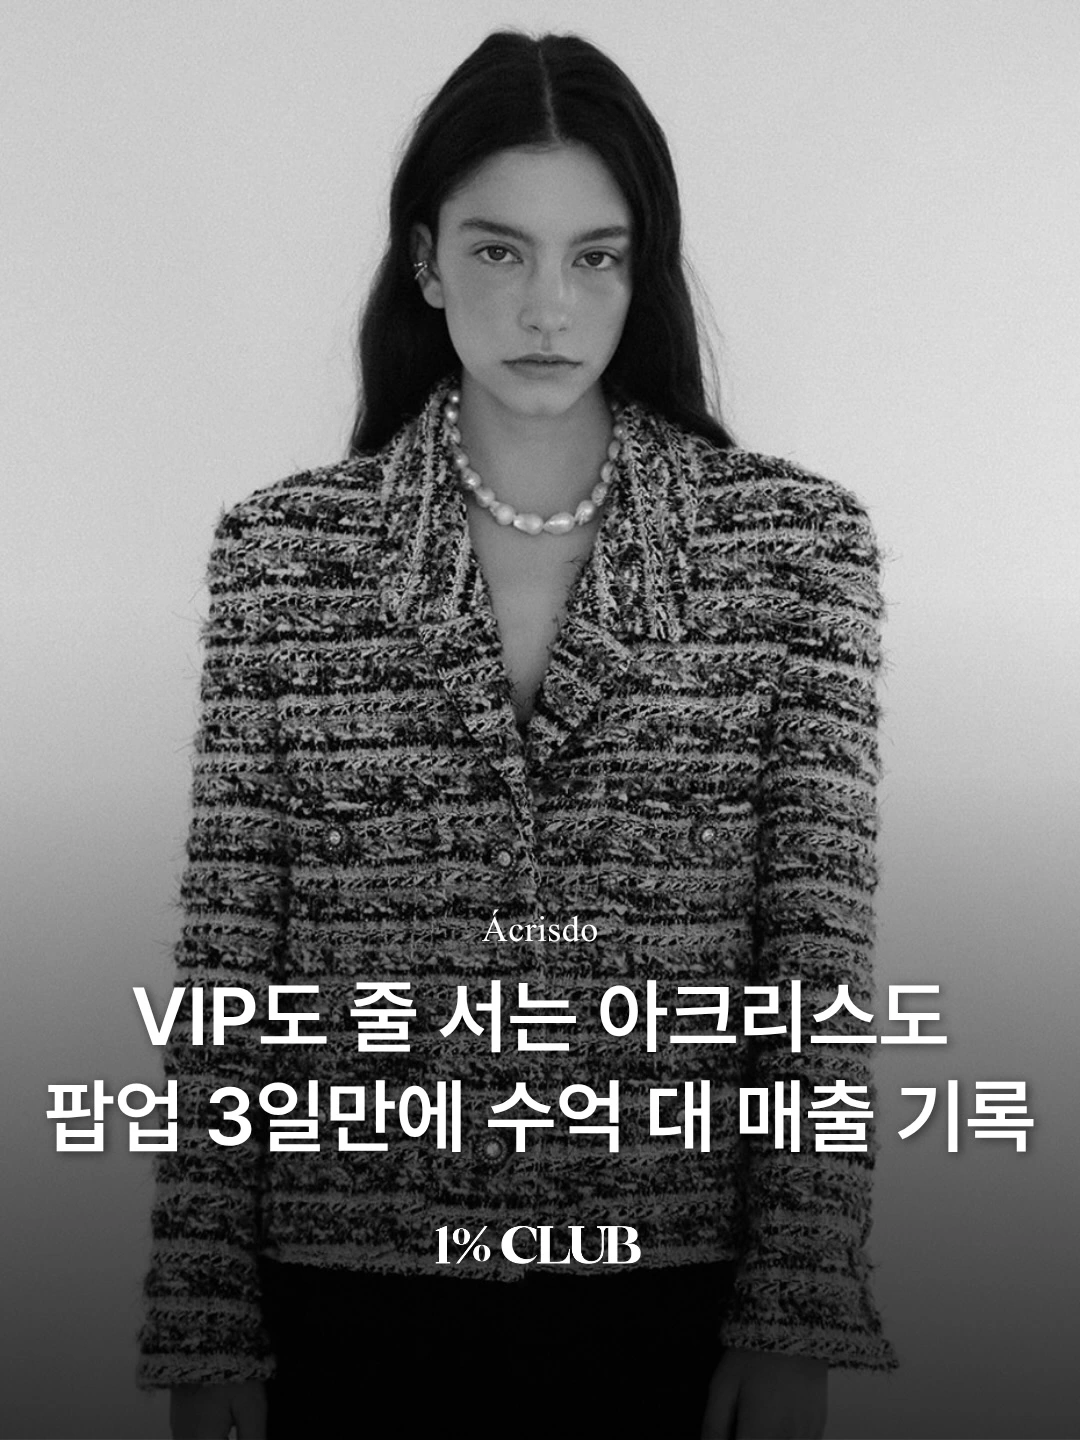 Ácrisdo
VIP도 줄 서는 아크리스도
팝업 3일만에 수억 대 매출 기록
1% CLUB